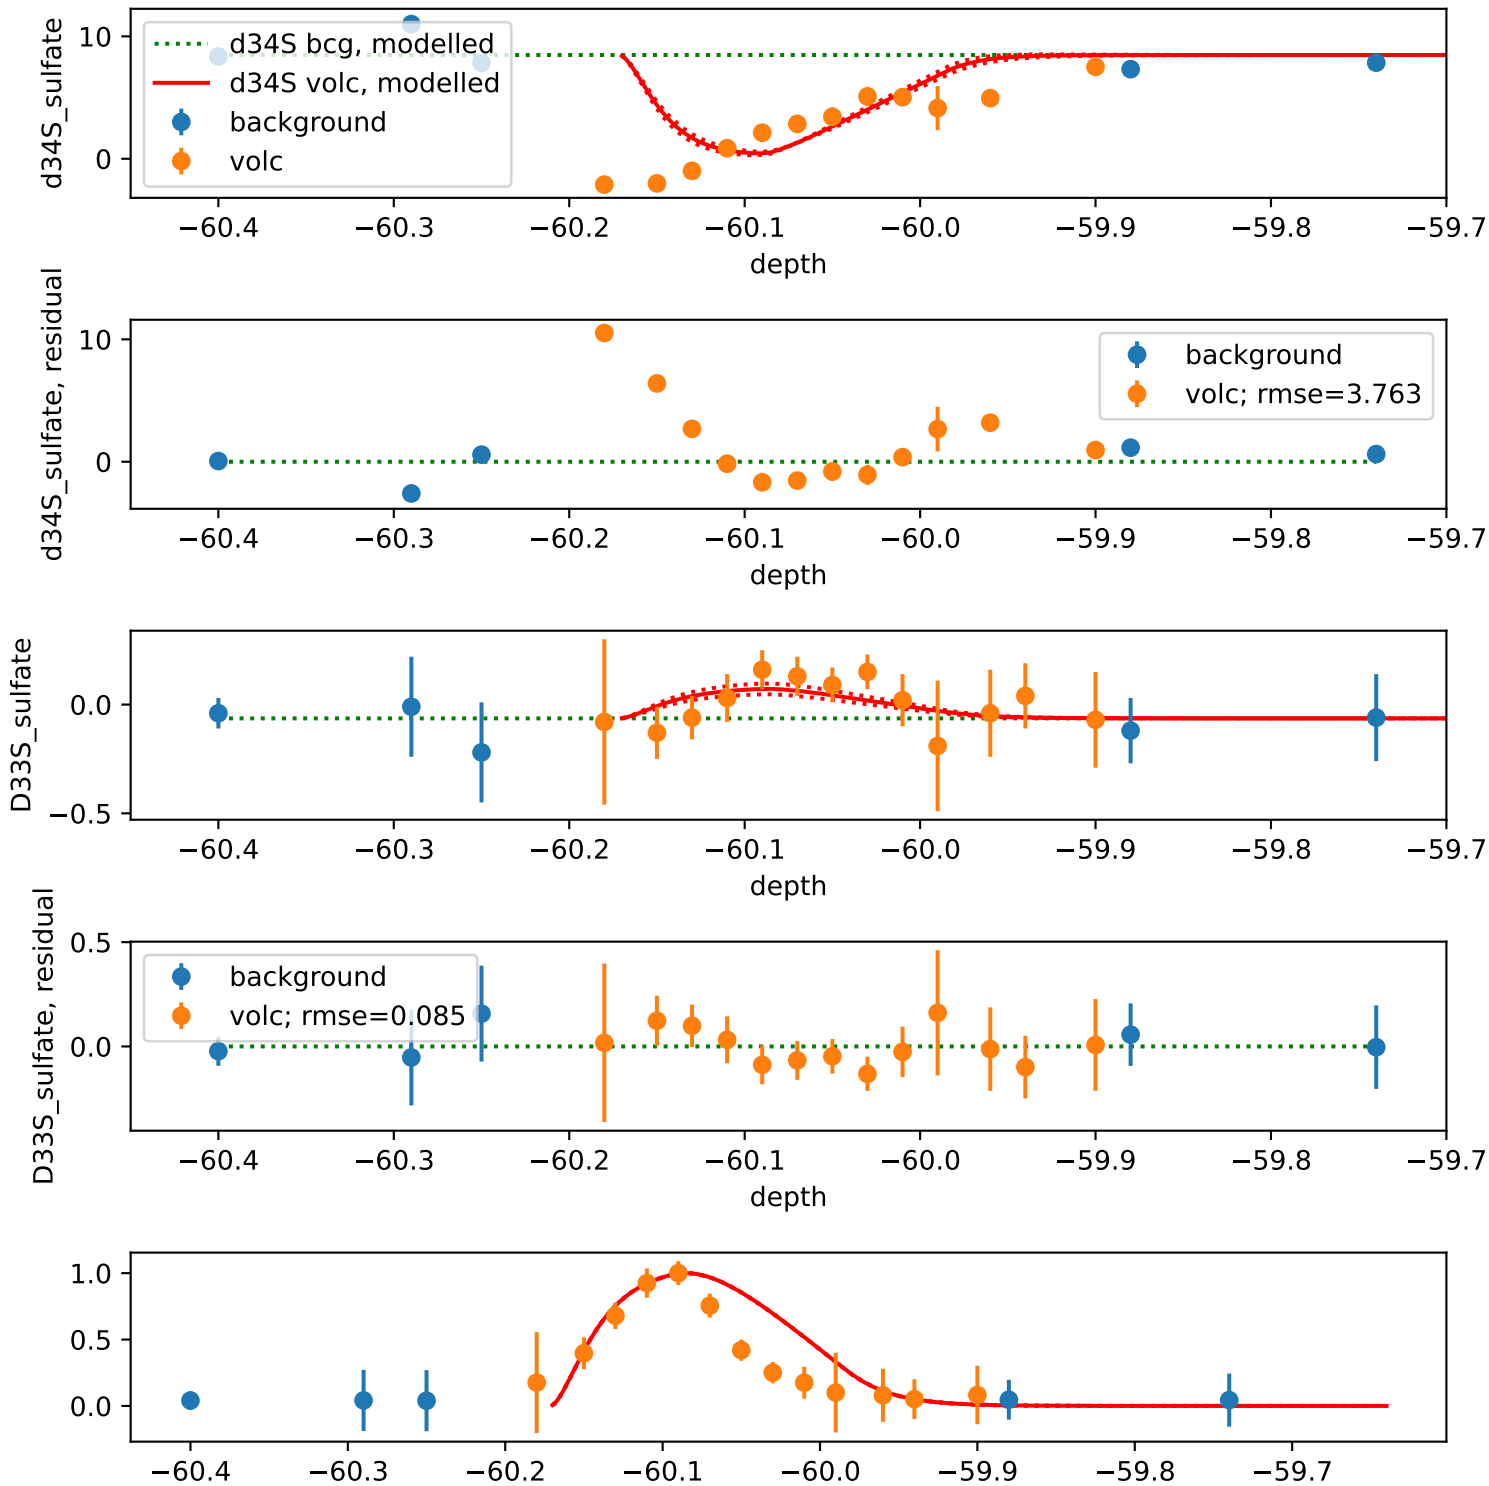 d34S_sulfate
10
0
d34S bcg, modelled
d34S volc, modelled
background
volc
−60.4 −60.3 −60.2 −60.1 −60.0 −59.9 −59.8 −59.7
depth
d34S_sulfate, residual
10
0
background
volc; rmse=3.763
−60.4 −60.3 −60.2 −60.1 −60.0 −59.9 −59.8 −59.7
depth
D33S_sulfate
0.0
−0.5
−60.4 −60.3 −60.2 −60.1 −60.0 −59.9 −59.8 −59.7
depth
D33S_sulfate, residual
0.5
0.0
background
volc; rmse=0.085
−60.4 −60.3 −60.2 −60.1 −60.0 −59.9 −59.8 −59.7
depth
1.0
0.5
0.0
−60.4 −60.3 −60.2 −60.1 −60.0 −59.9 −59.8 −59.7